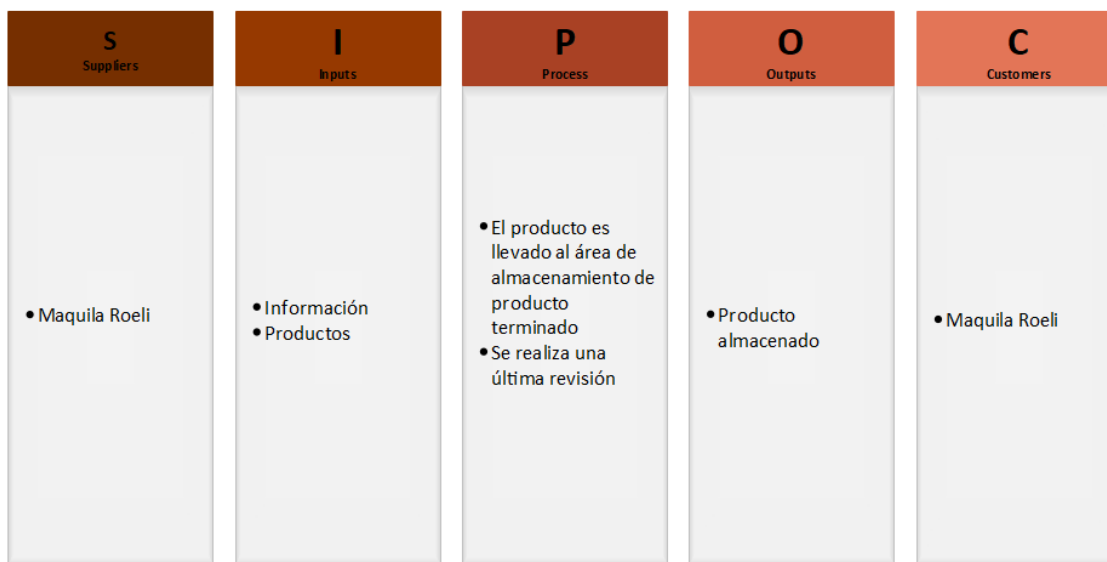 S
Suppliers
• Maquila Roeli
I
Inputs
• Información
• Productos
P
Process
• El producto es
llevado al área de
almacenamiento de
producto
terminado
• Se realiza una
última revisión
O
Outputs
• Producto
almacenado
C
Customers
• Maquila Roeli